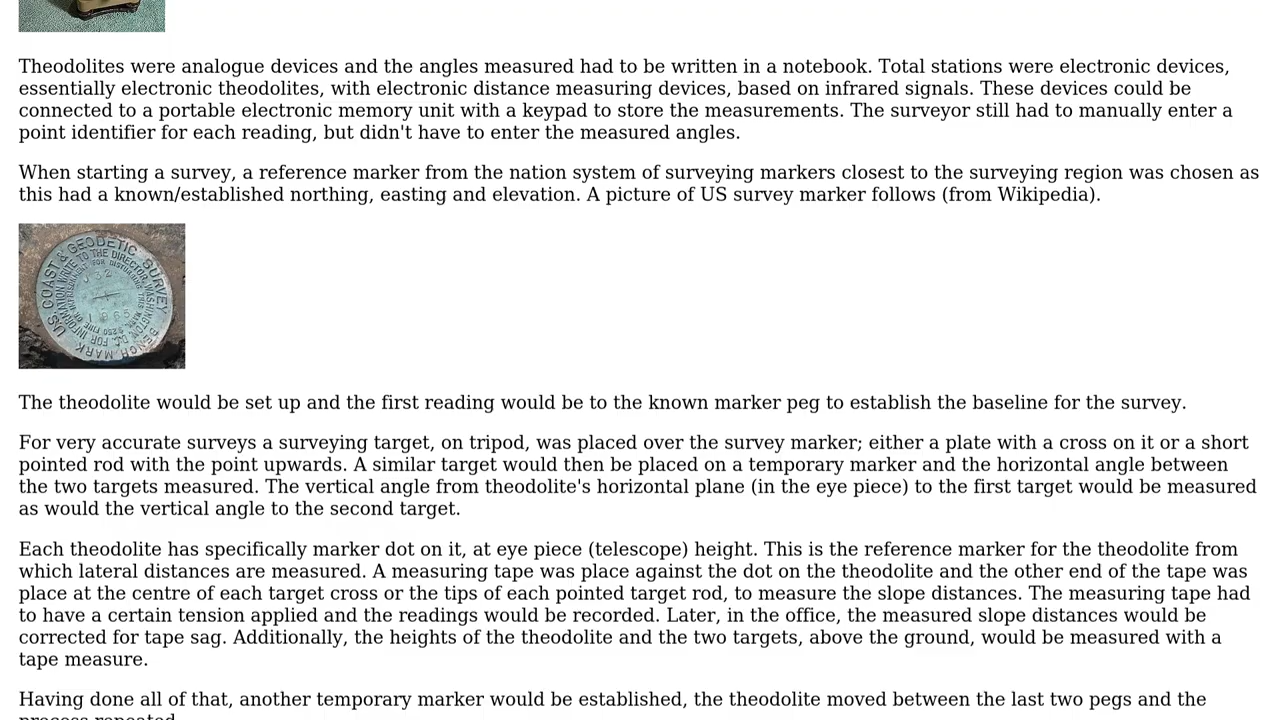 Theodolites were analogue devices and the angles measured had to be written in a notebook. Total stations were electronic devices,
essentially electronic theodolites, with electronic distance measuring devices, based on infrared signals. These devices could be
connected to a portable electronic memory unit with a keypad to store the measurements. The surveyor still had to manually enter a
point identifier for each reading, but didn't have to enter the measured angles.
When starting a survey, a reference marker from the nation system of surveying markers closest to the surveying region was chosen as
this had a known/established northing, easting and elevation. A picture of US survey marker follows (from Wikipedia).
U.S. COAST & GEODETIC SURVEY
BENCH MARK
FOR INFORMATION WRITE TO THE DIRECTOR, WASHINGTON, D.C.
1965
The theodolite would be set up and the first reading would be to the known marker peg to establish the baseline for the survey.
For very accurate surveys a surveying target, on tripod, was placed over the survey marker; either a plate with a cross on it or a short
pointed rod with the point upwards. A similar target would then be placed on a temporary marker and the horizontal angle between
the two targets measured. The vertical angle from theodolite's horizontal plane (in the eye piece) to the first target would be measured
as would the vertical angle to the second target.
Each theodolite has specifically marker dot on it, at eye piece (telescope) height. This is the reference marker for the theodolite from
which lateral distances are measured. A measuring tape was place against the dot on the theodolite and the other end of the tape was
place at the centre of each target cross or the tips of each pointed target rod, to measure the slope distances. The measuring tape had
to have a certain tension applied and the readings would be recorded. Later, in the office, the measured slope distances would be
corrected for tape sag. Additionally, the heights of the theodolite and the two targets, above the ground, would be measured with a
tape measure.
Having done all of that, another temporary marker would be established, the theodolite moved between the last two pegs and the
process repeated